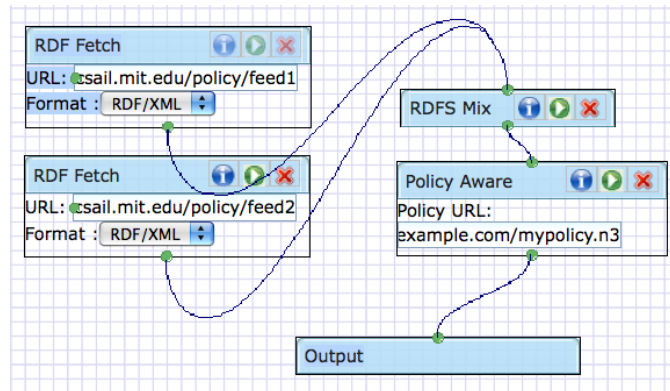 RDF Fetch
URL: csail.mit.edu/policy/feed1
Format : RDF/XML
RDF Fetch
URL: csail.mit.edu/policy/feed2
Format : RDF/XML
RDFS Mix
Policy Aware
Policy URL:
example.com/mypolicy.n3
Output